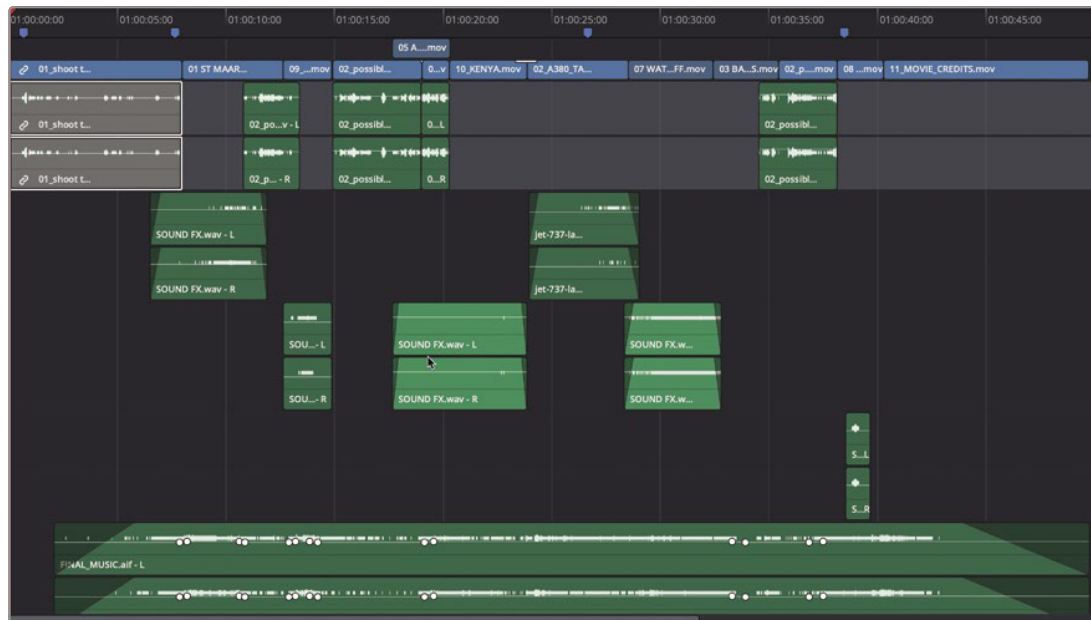 01:00:00:00 01:00:05:00 01:00:10:00 01:00:15:00 01:00:20:00 01:00:25:00 01:00:30:00 01:00:35:00 01:00:40:00 01:00:45:00
05 A....mov
01_shoot t... 01 ST MAAR... 09_...mov 02_possibl... 0...v 10_KENYA.mov 02_A380_TA... 07 WAT...FF.mov 03 BA...S.mov 02_p....mov 08 ...mov 11_MOVIE_CREDITS.mov
01_shoot t... 02_po...v - L 02_possibl... 0...L 02_possibl...
01_shoot t... 02_p... - R 02_possibl... 0...R 02_possibl...
SOUND FX.wav - L jet-737-la...
SOUND FX.wav - R jet-737-la...
SOU...- L SOUND FX.wav - L SOUND FX.w...
SOU...- R SOUND FX.wav - R SOUND FX.w...
S...L
S...R
FINAL_MUSIC.aif - L